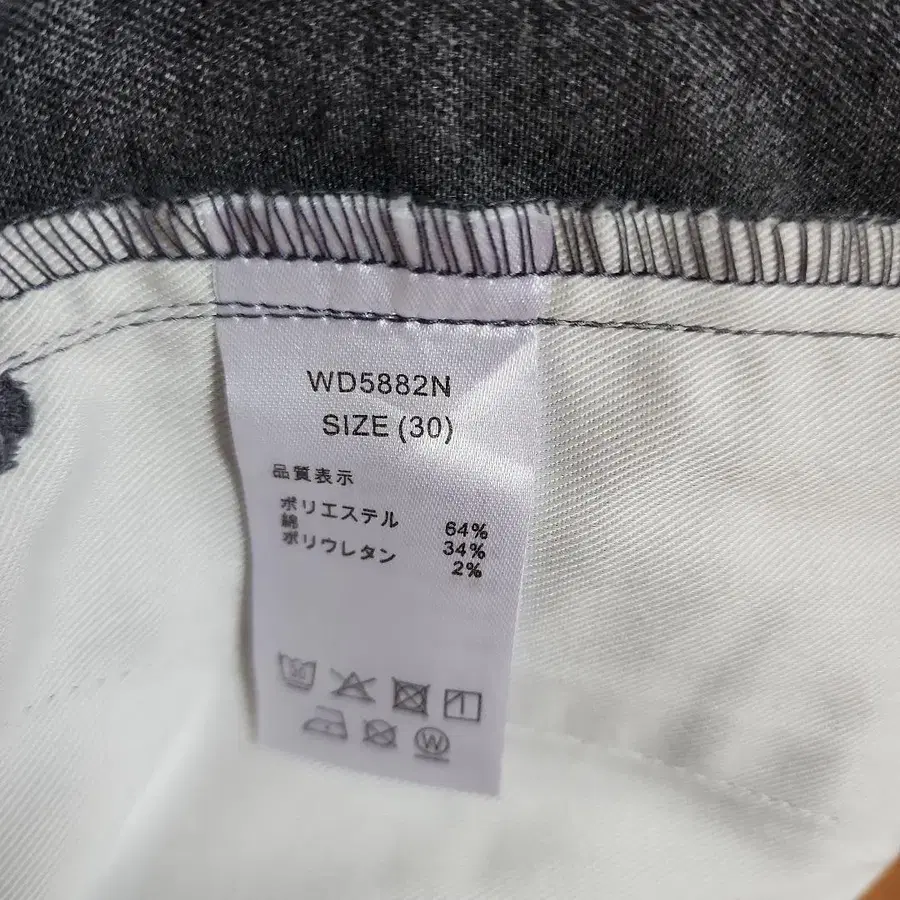 WD5882N
SIZE (30)
品質表示
ポリエステル 64%
綿 34%
ポリウレタン 2%
30
W